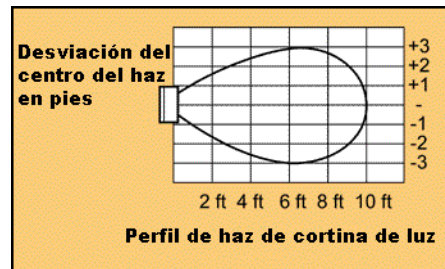 Desviación del
centro del haz
en pies
+3
+2
+1
-
-1
-2
-3
2 ft 4 ft 6 ft 8 ft 10 ft
Perfil de haz de cortina de luz